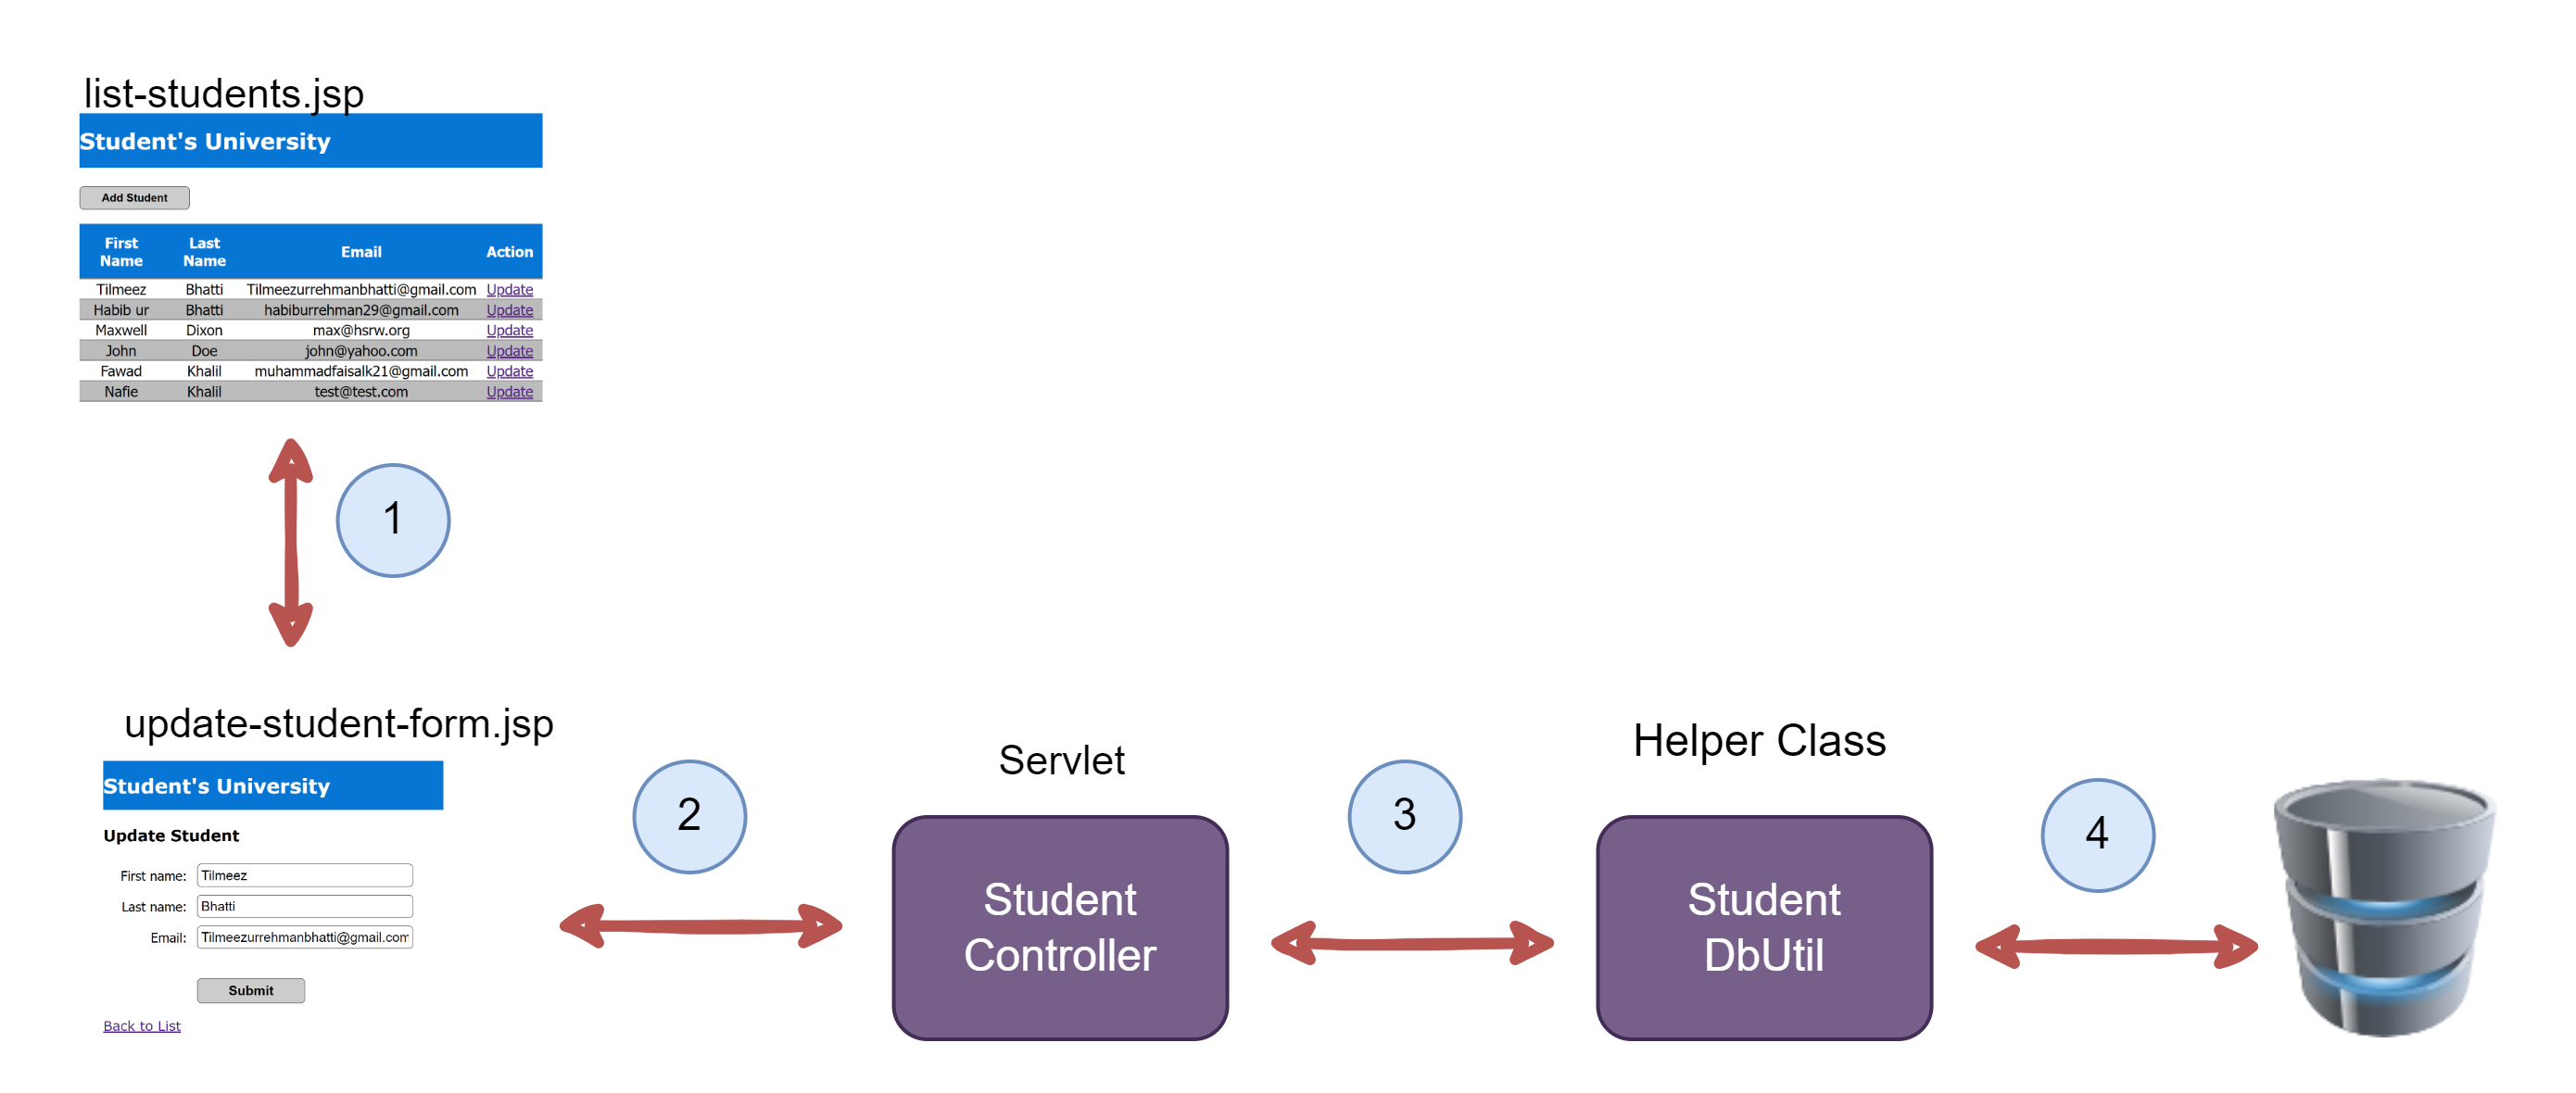 list-students.jsp
Student's University
Add Student
First Name Last Name Email Action
Tilmeez Bhatti Tilmeezurrehmanbhatti@gmail.com Update
Habib ur Bhatti habiburrehman29@gmail.com Update
Maxwell Dixon max@hsrw.org Update
John Doe john@yahoo.com Update
Fawad Khalil muhammadfaisalk21@gmail.com Update
Nafie Khalil test@test.com Update
1
update-student-form.jsp
Student's University
Update Student
First name: Tilmeez
Last name: Bhatti
Email: Tilmeezurrehmanbhatti@gmail.com
Submit
Back to List
2
Servlet
Student
Controller
3
Helper Class
Student
DbUtil
4